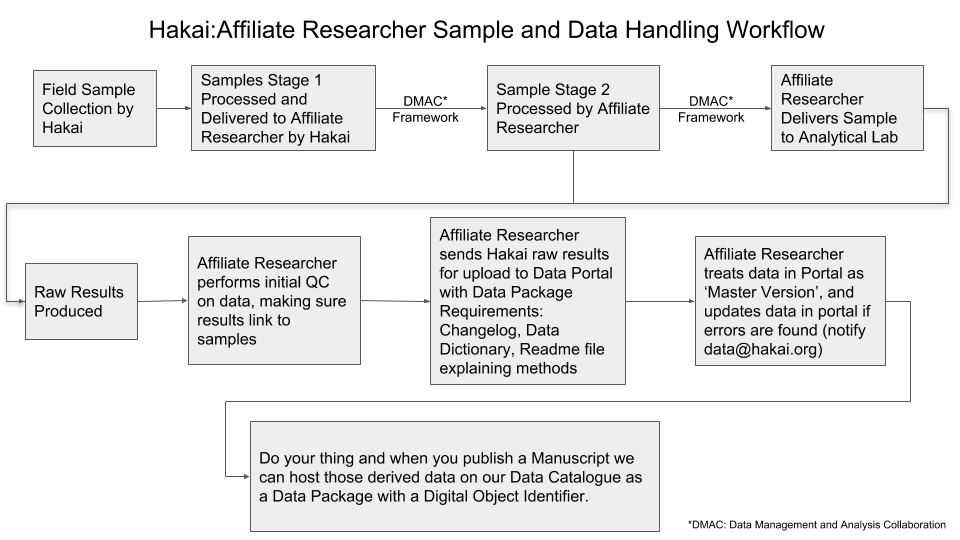 Hakai:Affiliate Researcher Sample and Data Handling Workflow
Field Sample
Collection by
Hakai
Samples Stage 1
Processed and
Delivered to Affiliate
Researcher by Hakai
DMAC*
Framework
Sample Stage 2
Processed by Affiliate
Researcher
DMAC*
Framework
Affiliate
Researcher
Delivers Sample
to Analytical Lab
Raw Results
Produced
Affiliate Researcher
performs initial QC
on data, making sure
results link to
samples
Affiliate Researcher
sends Hakai raw results
for upload to Data Portal
with Data Package
Requirements:
Changelog, Data
Dictionary, Readme file
explaining methods
Affiliate Researcher
treats data in Portal as
‘Master Version’, and
updates data in portal if
errors are found (notify
data@hakai.org)
Do your thing and when you publish a Manuscript we
can host those derived data on our Data Catalogue as
a Data Package with a Digital Object Identifier.
*DMAC: Data Management and Analysis Collaboration